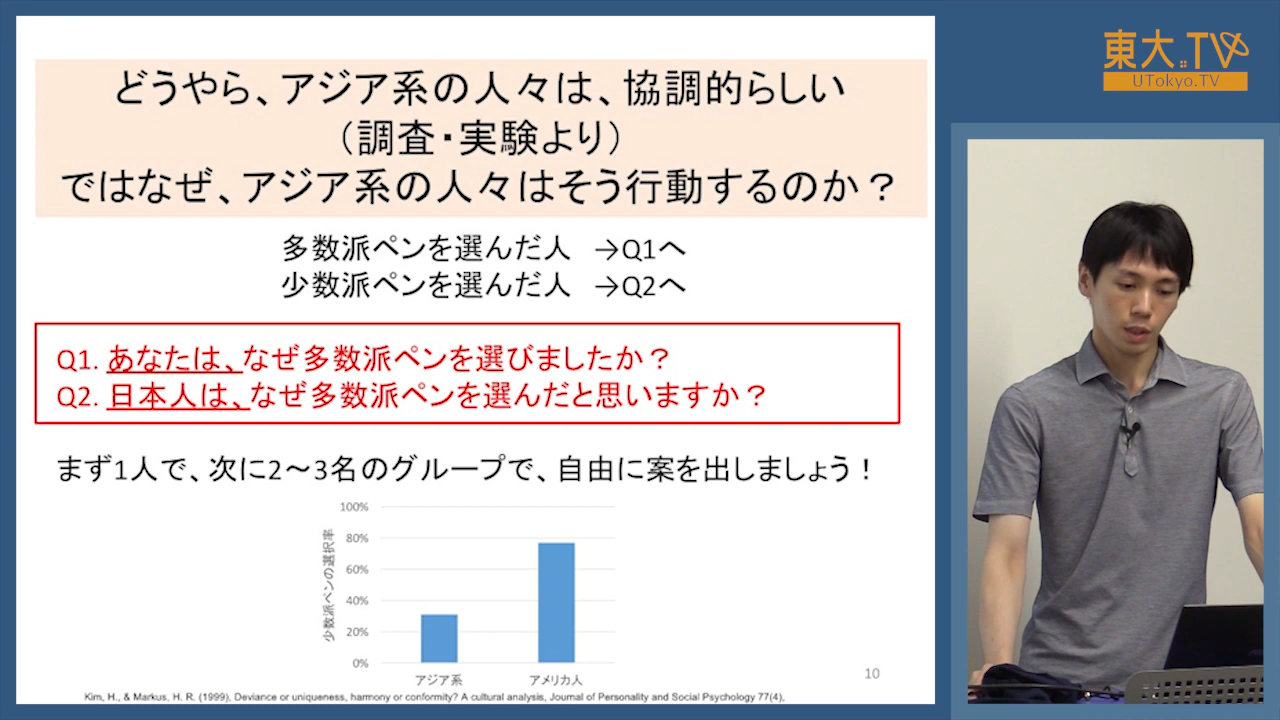 東大.TV
UTokyo.TV
どうやら、アジア系の人々は、協調的らしい
（調査・実験より）
ではなぜ、アジア系の人々はそう行動するのか？
多数派ペンを選んだ人 →Q1へ
少数派ペンを選んだ人 →Q2へ
Q1. あなたは、なぜ多数派ペンを選びましたか？
Q2. 日本人は、なぜ多数派ペンを選んだと思いますか？
まず1人で、次に2～3名のグループで、自由に案を出しましょう！
少数派ペンの選択率
100%
80%
60%
40%
20%
0%
アジア系
アメリカ人
10
Kim, H., & Markus, H. R. (1999), Deviance or uniqueness, harmony or conformity? A cultural analysis, Journal of Personality and Social Psychology 77(4),